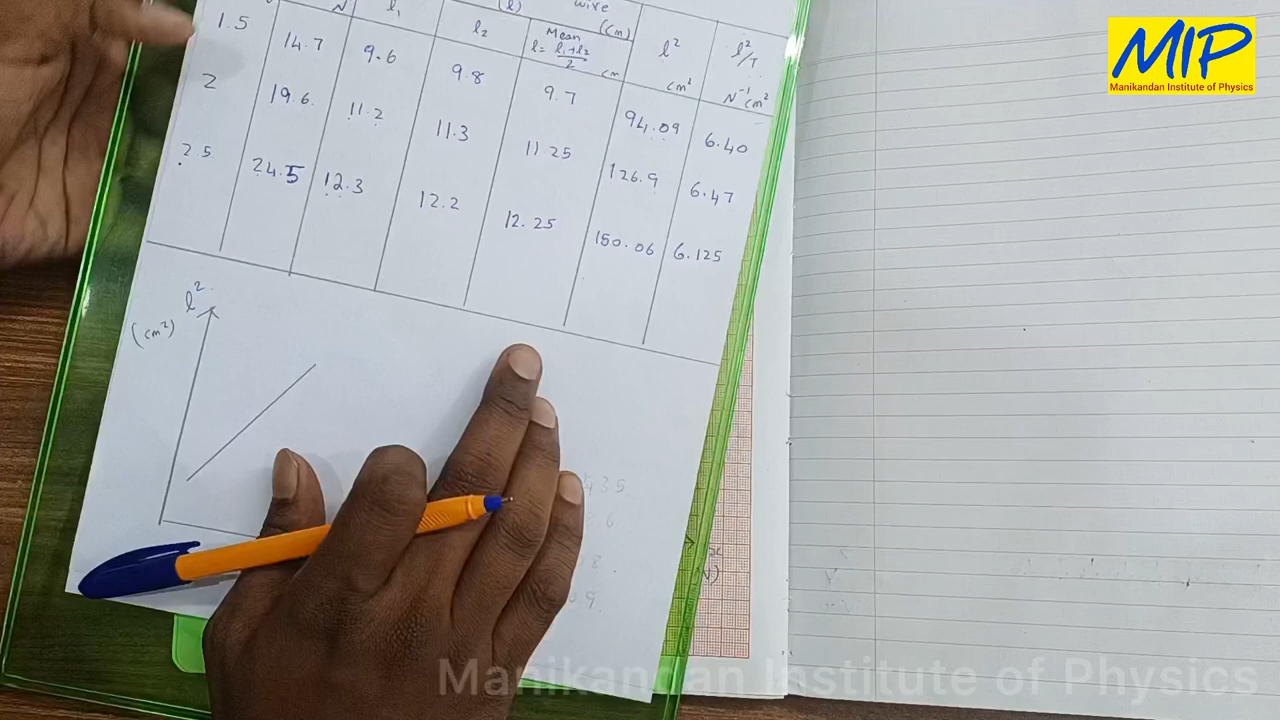 MIP
Manikandan Institute of Physics
N l₁ (l) wire
l₂ Mean (cm) l² l²/T
l = l₁+l₂/2 cm cm² N⁻¹ cm²
1.5 14.7 9.6 9.8 9.7 94.09 6.40
2 19.6 11.2 11.3 11.25 126.9 6.47
2.5 24.5 12.3 12.2 12.25 150.06 6.125
l²
(cm²)
(N)
Manikandan Institute of Physics